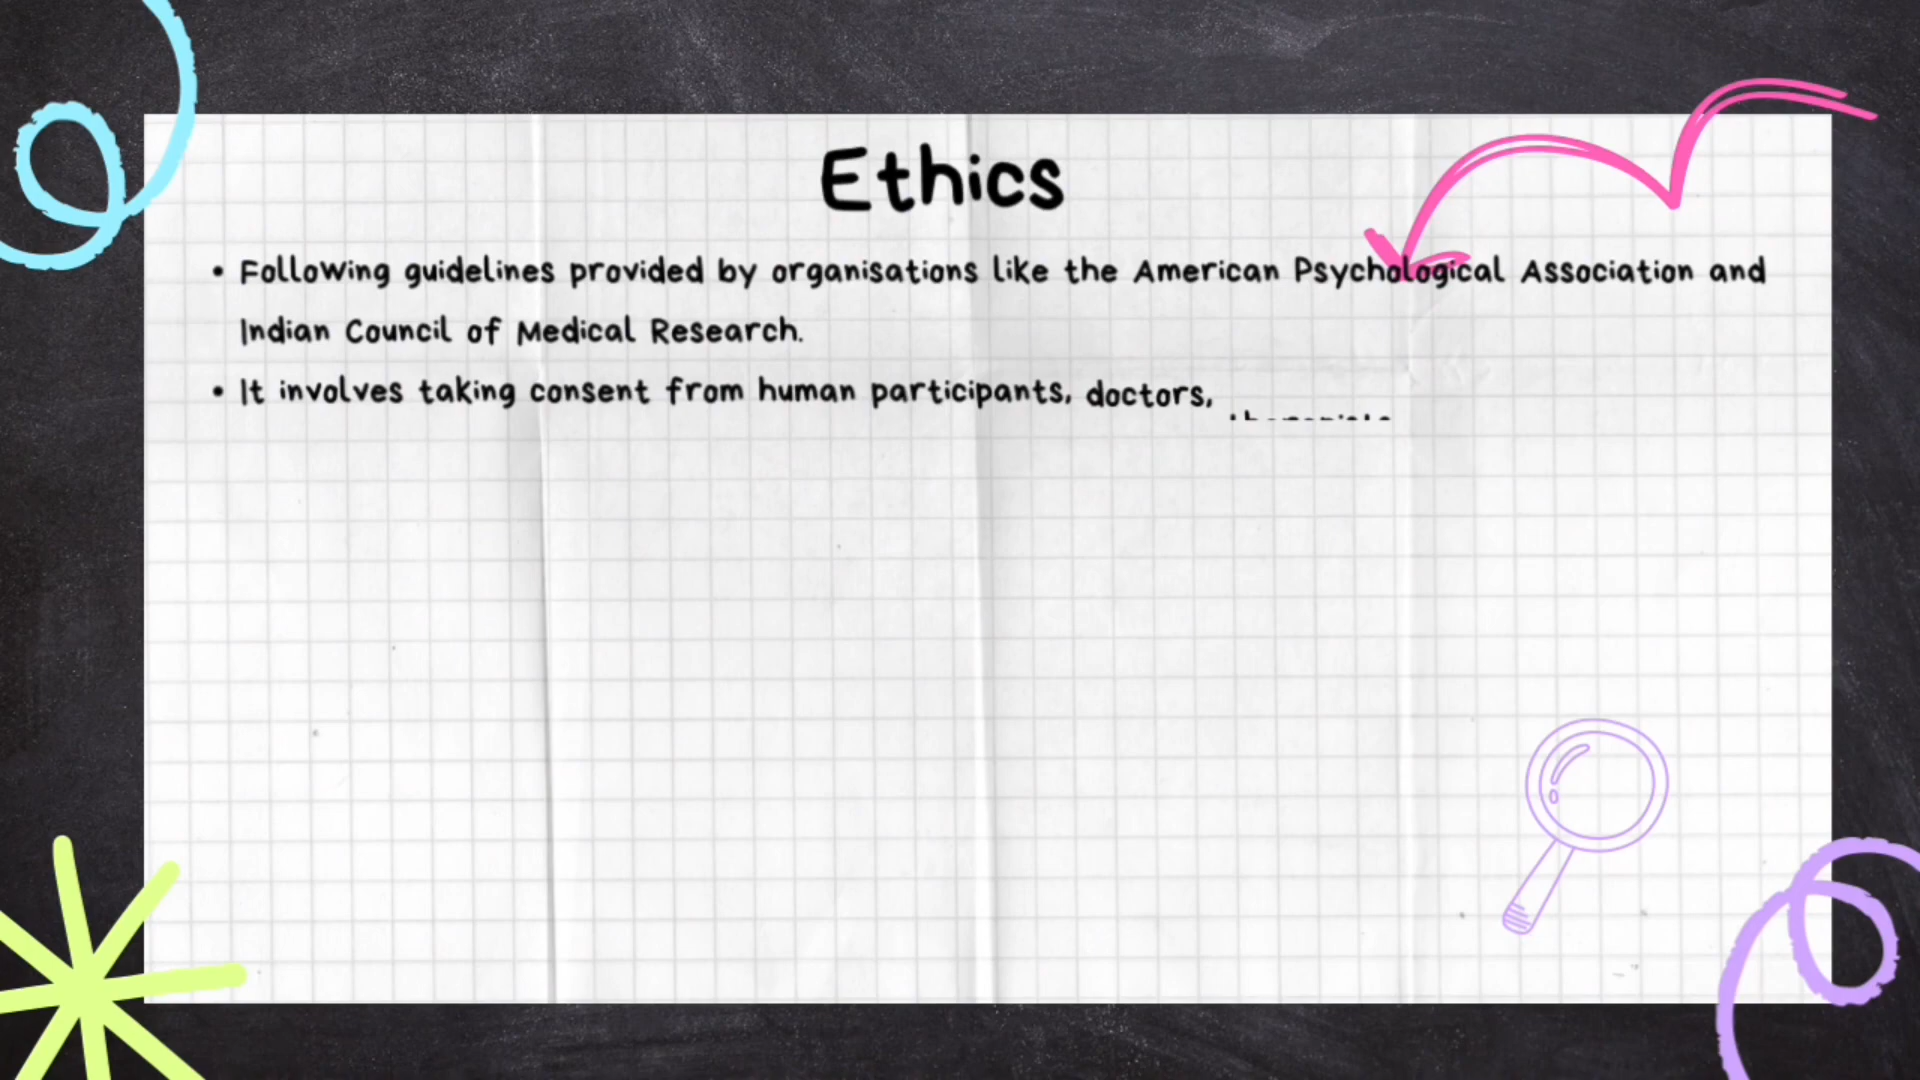 Ethics
• Following guidelines provided by organisations like the American Psychological Association and
Indian Council of Medical Research.
• It involves taking consent from human participants, doctors,